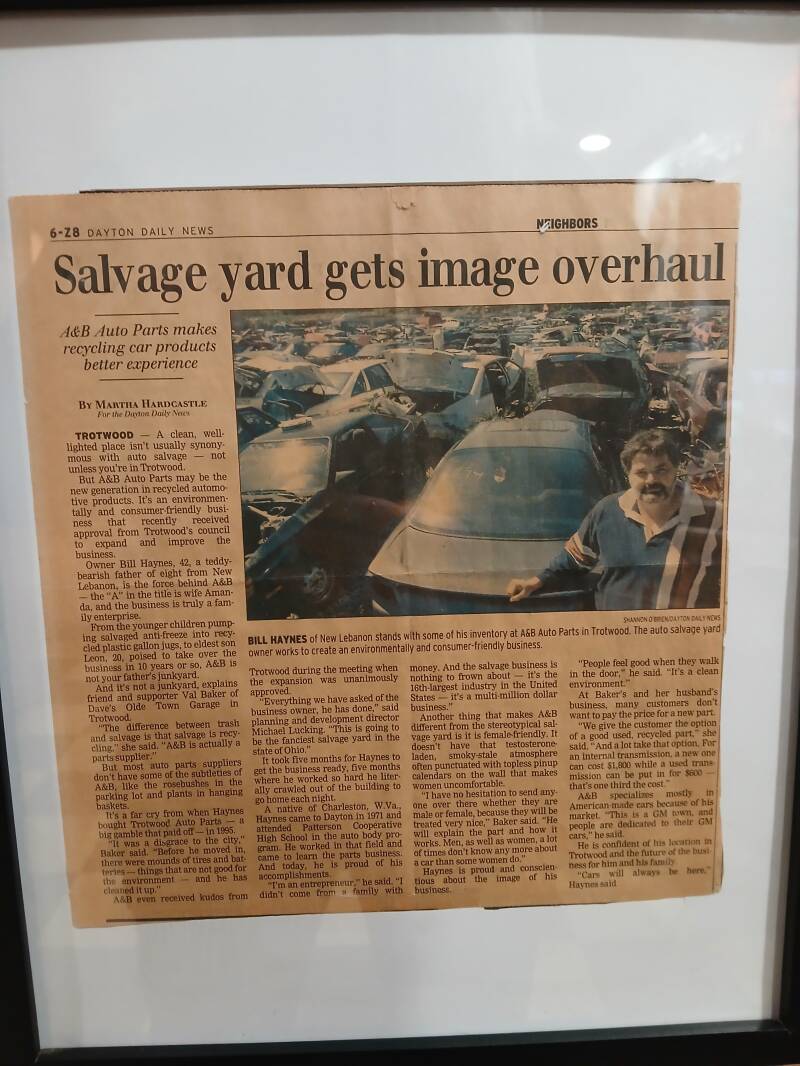 6-Z8 DAYTON DAILY NEWS
NEIGHBORS
Salvage yard gets image overhaul
A&B Auto Parts makes
recycling car products
better experience
BY MARTHA HARDCASTLE
For the Dayton Daily News
TROTWOOD — A clean, well-
lighted place isn't usually synony-
mous with auto salvage — not
unless you're in Trotwood.
But A&B Auto Parts may be the
new generation in recycled automo-
tive products. It's an environmen-
tally and consumer-friendly busi-
ness that recently received
approval from Trotwood's council
to expand and improve the
business.
Owner Bill Haynes, 42, a teddy-
bearish father of eight from New
Lebanon, is the force behind A&B
— the "A" in the title is wife Aman-
da, and the business is truly a fam-
ily enterprise.
From the younger children pump-
ing salvaged anti-freeze into recy-
cled plastic gallon jugs, to eldest son
Leon, 20, poised to take over the
business in 10 years or so, A&B is
not your father's junkyard.
And it's not a junkyard, explains
friend and supporter Val Baker of
Dave's Olde Town Garage in
Trotwood.
"The difference between trash
and salvage is that salvage is recy-
cling," she said. "A&B is actually a
parts supplier."
But most auto parts suppliers
don't have some of the subtleties of
A&B, like the rosebushes in the
parking lot and plants in hanging
baskets.
It's a far cry from when Haynes
bought Trotwood Auto Parts — a
big gamble that paid off — in 1995.
"It was a disgrace to the city,"
Baker said. "Before he moved in,
there were mounds of tires and bat-
teries — things that are not good for
the environment — and he has
cleaned it up."
A&B even received kudos from
SHANNON O'BRIEN/DAYTON DAILY NEWS
BILL HAYNES of New Lebanon stands with some of his inventory at A&B Auto Parts in Trotwood. The auto salvage yard
owner works to create an environmentally and consumer-friendly business.
Trotwood during the meeting when
the expansion was unanimously
approved.
"Everything we have asked of the
business owner, he has done," said
planning and development director
Michael Lucking. "This is going to
be the fanciest salvage yard in the
state of Ohio."
It took five months for Haynes to
get the business ready, five months
where he worked so hard he liter-
ally crawled out of the building to
go home each night.
A native of Charleston, W.Va.,
Haynes came to Dayton in 1971 and
attended Patterson Cooperative
High School in the auto body pro-
gram. He worked in that field and
came to learn the parts business.
And today, he is proud of his
accomplishments.
"I'm an entrepreneur," he said. "I
didn't come from a family with
money. And the salvage business is
nothing to frown about — it's the
16th-largest industry in the United
States — it's a multi-million dollar
business."
Another thing that makes A&B
different from the stereotypical sal-
vage yard is it is female-friendly. It
doesn't have that testosterone-
laden, smoky-stale atmosphere
often punctuated with topless pinup
calendars on the wall that makes
women uncomfortable.
"I have no hesitation to send any-
one over there whether they are
male or female, because they will be
treated very nice," Baker said. "He
will explain the part and how it
works. Men, as well as women, a lot
of times don't know any more about
a car than some women do."
Haynes is proud and conscien-
tious about the image of his
business.
"People feel good when they walk
in the door," he said. "It's a clean
environment."
At Baker's and her husband's
business, many customers don't
want to pay the price for a new part.
"We give the customer the option
of a good used, recycled part," she
said. "And a lot take that option. For
an internal transmission, a new one
can cost $1,800 while a used trans-
mission can be put in for $600 —
that's one third the cost."
A&B specializes mostly in
American-made cars because of his
market. "This is a GM town, and
people are dedicated to their GM
cars," he said.
He is confident of his location in
Trotwood and the future of the busi-
ness for him and his family.
"Cars will always be here,"
Haynes said